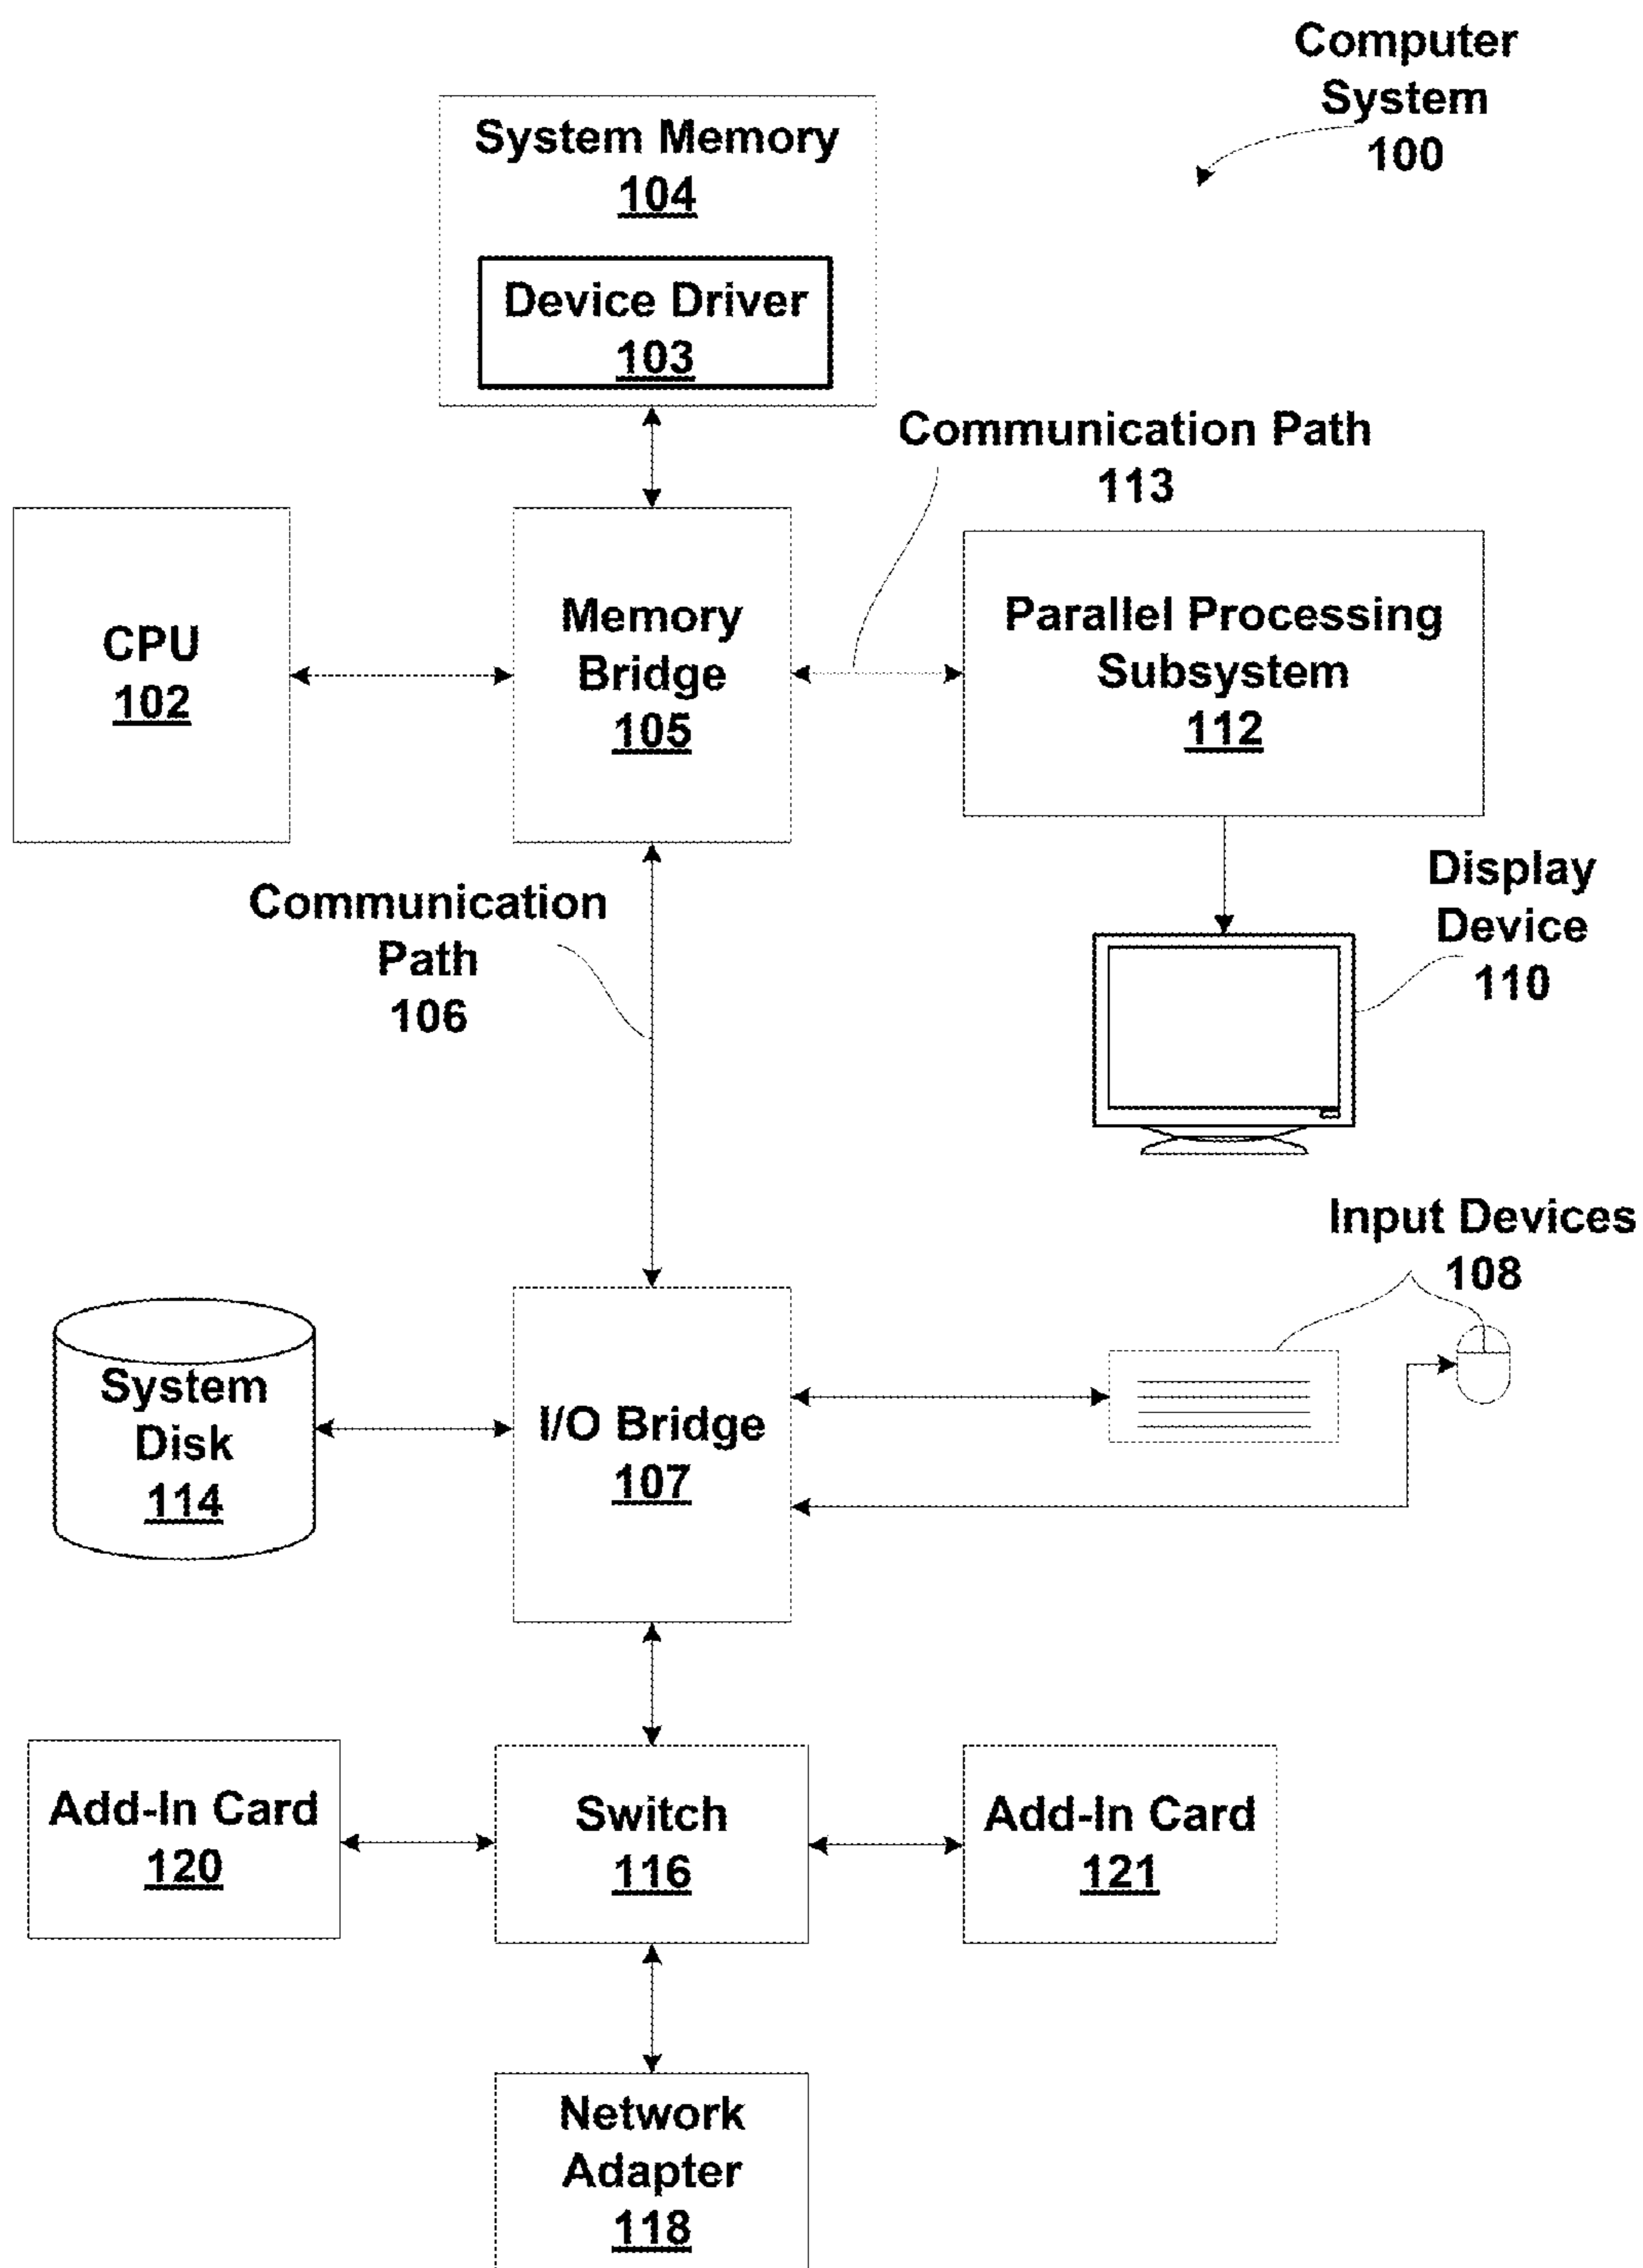 Computer
System
100
System Memory
104
Device Driver
103
Communication Path
113
CPU
102
Memory
Bridge
105
Parallel Processing
Subsystem
112
Communication
Path
106
Display
Device
110
Input Devices
108
System
Disk
114
I/O Bridge
107
Add-In Card
120
Switch
116
Add-In Card
121
Network
Adapter
118